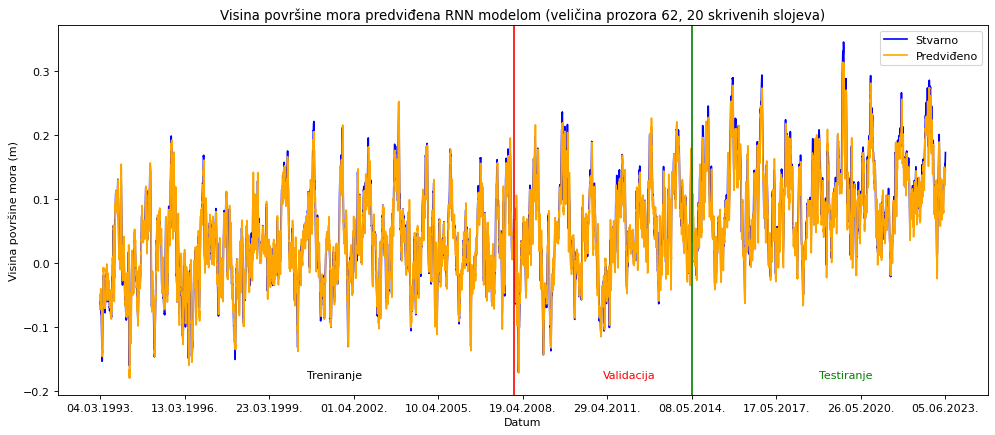 Visina površine mora predviđena RNN modelom (veličina prozora 62, 20 skrivenih slojeva)
Stvarno
Predviđeno
Visina površine mora (m)
0.3
0.2
0.1
0.0
−0.1
−0.2
Treniranje
Validacija
Testiranje
04.03.1993.
13.03.1996.
23.03.1999.
01.04.2002.
10.04.2005.
19.04.2008.
29.04.2011.
08.05.2014.
17.05.2017.
26.05.2020.
05.06.2023.
Datum